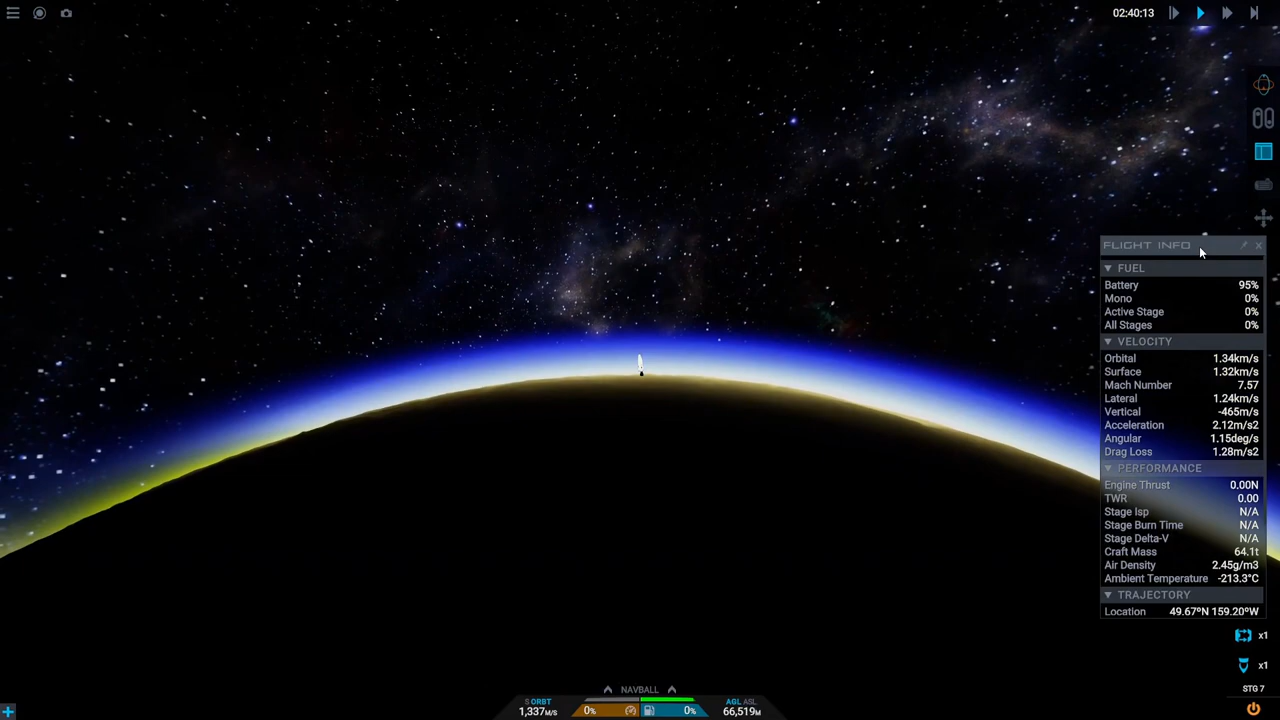 02:40:13
FLIGHT INFO
FUEL
Battery 95%
Mono 0%
Active Stage 0%
All Stages 0%
VELOCITY
Orbital 1.34km/s
Surface 1.32km/s
Mach Number 7.57
Lateral 1.24km/s
Vertical -465m/s
Acceleration 2.12m/s2
Angular 1.15deg/s
Drag Loss 1.28m/s2
PERFORMANCE
Engine Thrust 0.00N
TWR 0.00
Stage Isp N/A
Stage Burn Time N/A
Stage Delta-V N/A
Craft Mass 64.1t
Air Density 2.45g/m3
Ambient Temperature -213.3°C
TRAJECTORY
Location 49.67°N 159.20°W
x1
x1
STG 7
NAVBALL
S ORBT AGL ASL
1,337M/S 0% 0% 66,519M